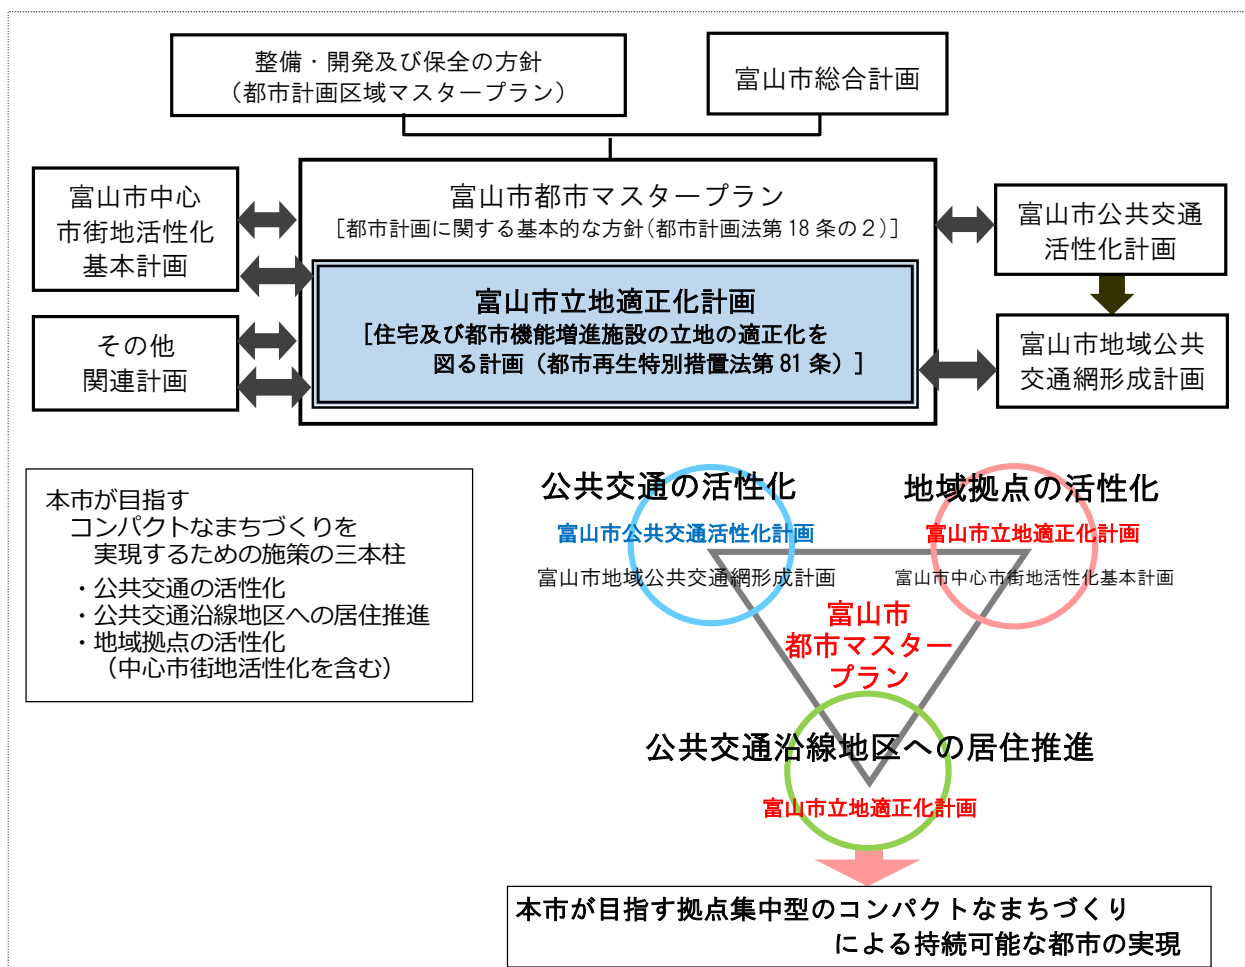 整備・開発及び保全の方針
（都市計画区域マスタープラン）
富山市総合計画
富山市中心
市街地活性化
基本計画
その他
関連計画
富山市都市マスタープラン
［都市計画に関する基本的な方針（都市計画法第18条の２）］
富山市立地適正化計画
［住宅及び都市機能増進施設の立地の適正化を
図る計画（都市再生特別措置法第81条）］
富山市公共交通
活性化計画
富山市地域公共
交通網形成計画
本市が目指す
コンパクトなまちづくりを
実現するための施策の三本柱
・公共交通の活性化
・公共交通沿線地区への居住推進
・地域拠点の活性化
（中心市街地活性化を含む）
公共交通の活性化
富山市公共交通活性化計画
富山市地域公共交通網形成計画
地域拠点の活性化
富山市立地適正化計画
富山市中心市街地活性化基本計画
富山市
都市マスター
プラン
公共交通沿線地区への居住推進
富山市立地適正化計画
本市が目指す拠点集中型のコンパクトなまちづくり
による持続可能な都市の実現